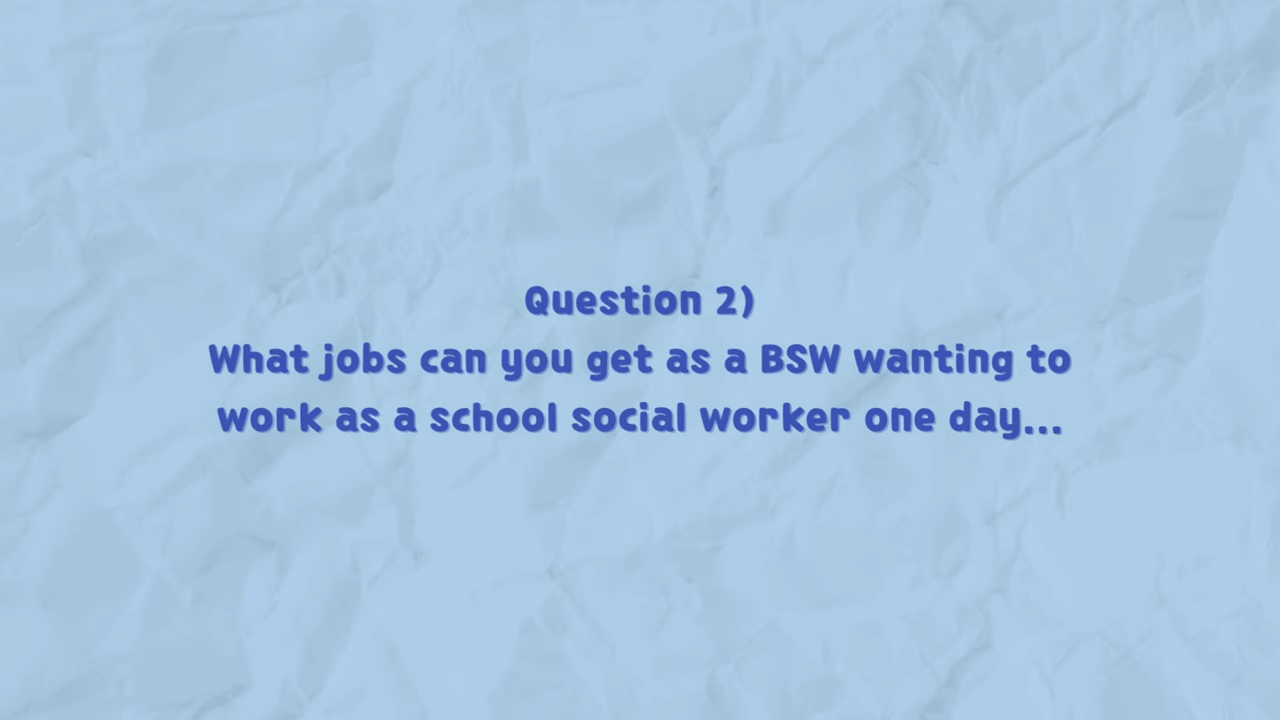 Question 2)
What jobs can you get as a BSW wanting to
work as a school social worker one day...